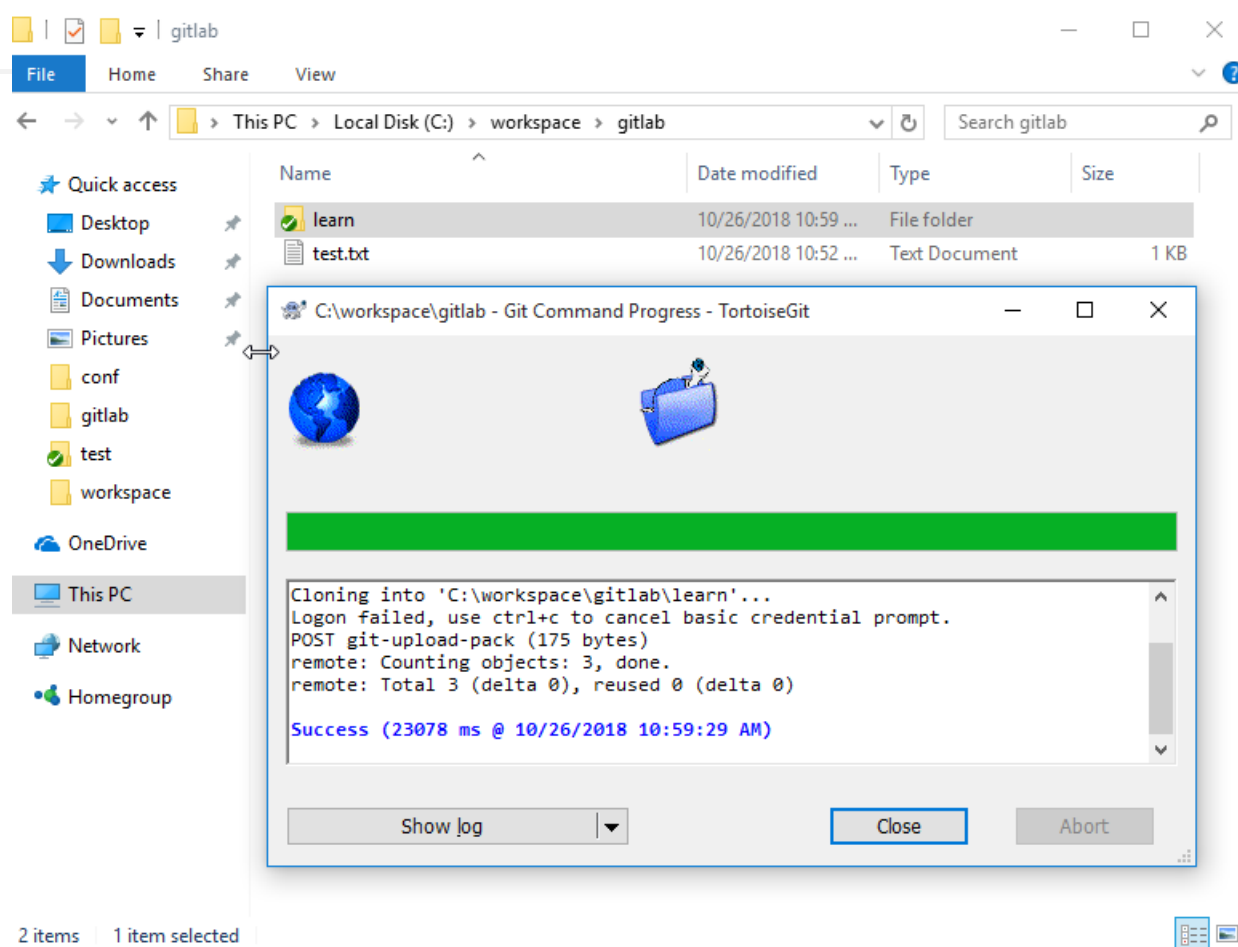 gitlab
File Home Share View
This PC > Local Disk (C:) > workspace > gitlab Search gitlab
Name Date modified Type Size
Quick access
Desktop
Downloads
Documents
Pictures
conf
gitlab
test
workspace
OneDrive
This PC
Network
Homegroup
learn 10/26/2018 10:59 ... File folder
test.txt 10/26/2018 10:52 ... Text Document 1 KB
C:\workspace\gitlab - Git Command Progress - TortoiseGit
Cloning into 'C:\workspace\gitlab\learn'...
Logon failed, use ctrl+c to cancel basic credential prompt.
POST git-upload-pack (175 bytes)
remote: Counting objects: 3, done.
remote: Total 3 (delta 0), reused 0 (delta 0)
Success (23078 ms @ 10/26/2018 10:59:29 AM)
Show log Close Abort
2 items 1 item selected